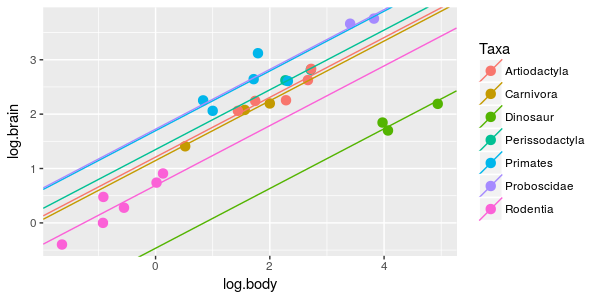 3
2
1
0
log.brain
0
2
4
log.body
Taxa
Artiodactyla
Carnivora
Dinosaur
Perissodactyla
Primates
Proboscidae
Rodentia